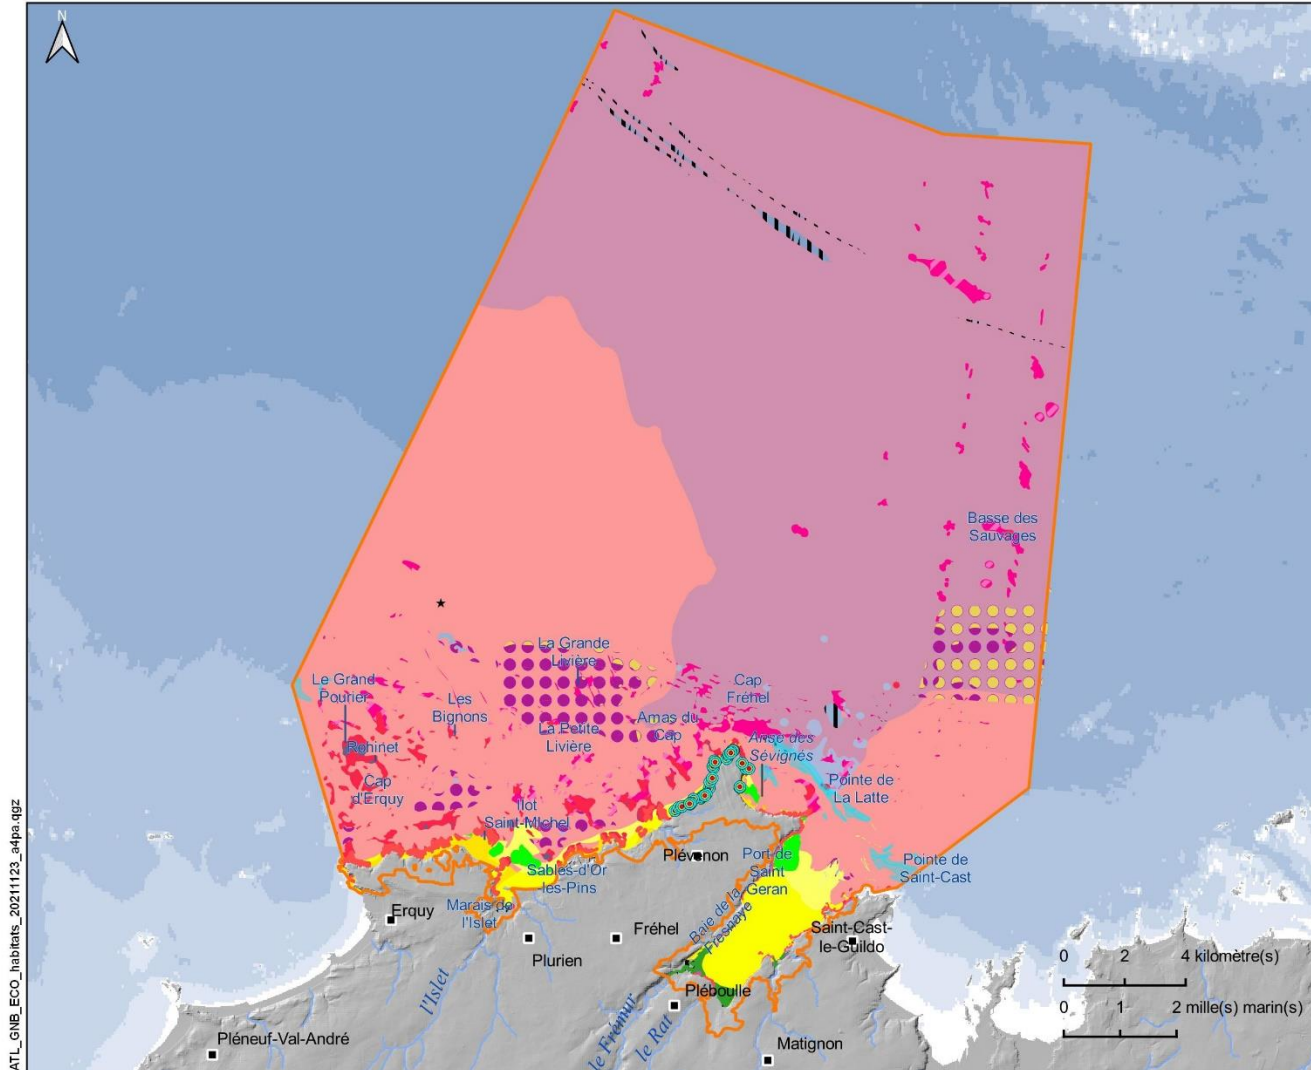 N
Basse des
Sauvages
La Grande
Livière
Le Grand
Pourier
Les
Bignons
Cap
Fréhel
La Petite
Livière
Amas du
Cap
Rohinet
Anse des
Sévignés
Cap
d'Erquy
Pointe de
La Latte
Ilot
Saint-Michel
Plévenon
Port de
Saint
Geran
Pointe de
Saint-Cast
Sables-d'Or
-les-Pins
Marais de
l'Islet
Erquy
Baie de la
Fresnaye
Fréhel
Saint-Cast-
le-Guildo
Plurien
l'Islet
Pléboulle
le Frémur
le Rat
Pléneuf-Val-André
Matignon
0 2 4 kilomètre(s)
0 1 2 mille(s) marin(s)
ATL_GNB_ECO_habitats_20211123_a4pa.qgz